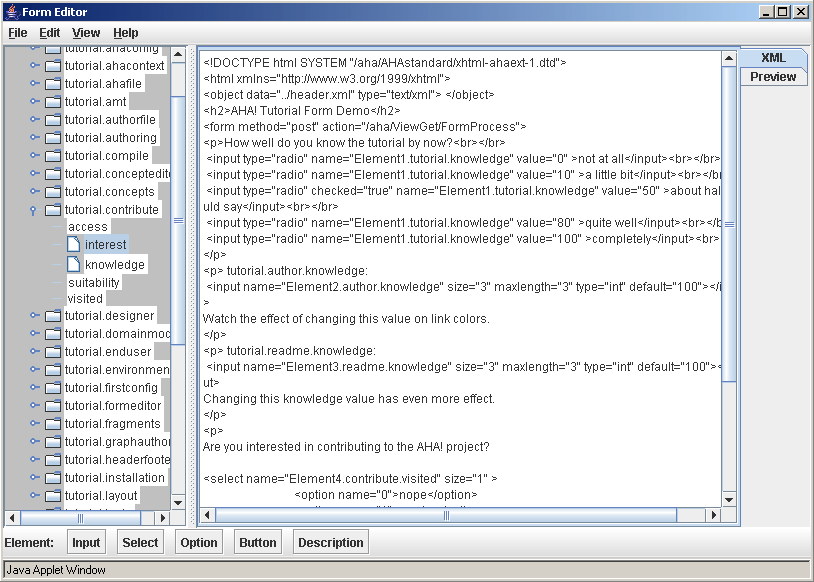 Form Editor
File Edit View Help
tutorial.ahaconfig
tutorial.ahacontext
tutorial.ahafile
tutorial.amt
tutorial.authorfile
tutorial.authoring
tutorial.compile
tutorial.conceptedit
tutorial.concepts
tutorial.contribute
access
interest
knowledge
suitability
visited
tutorial.designer
tutorial.domainmod
tutorial.enduser
tutorial.environmen
tutorial.firstconfig
tutorial.formeditor
tutorial.fragments
tutorial.graphauthor
tutorial.headerfoote
tutorial.installation
tutorial.layout
<!DOCTYPE html SYSTEM "/aha/AHAstandard/xhtml-ahaext-1.dtd">
<html xmlns="http://www.w3.org/1999/xhtml">
<object data="../header.xml" type="text/xml"> </object>
<h2>AHA! Tutorial Form Demo</h2>
<form method="post" action="/aha/ViewGet/FormProcess">
<p>How well do you know the tutorial by now?<br></br>
<input type="radio" name="Element1.tutorial.knowledge" value="0" >not at all</input><br></br>
<input type="radio" name="Element1.tutorial.knowledge" value="10" >a little bit</input><br></br
<input type="radio" checked="true" name="Element1.tutorial.knowledge" value="50" >about hal
uld say</input><br></br>
<input type="radio" name="Element1.tutorial.knowledge" value="80" >quite well</input><br></b
<input type="radio" name="Element1.tutorial.knowledge" value="100" >completely</input><br>
</p>
<p> tutorial.author.knowledge:
<input name="Element2.author.knowledge" size="3" maxlength="3" type="int" default="100"></i
>
Watch the effect of changing this value on link colors.
</p>
<p> tutorial.readme.knowledge:
<input name="Element3.readme.knowledge" size="3" maxlength="3" type="int" default="100"><
ut>
Changing this knowledge value has even more effect.
</p>
<p>
Are you interested in contributing to the AHA! project?
<select name="Element4.contribute.visited" size="1" >
<option name="0">nope</option>
XML
Preview
Element: Input Select Option Button Description
Java Applet Window